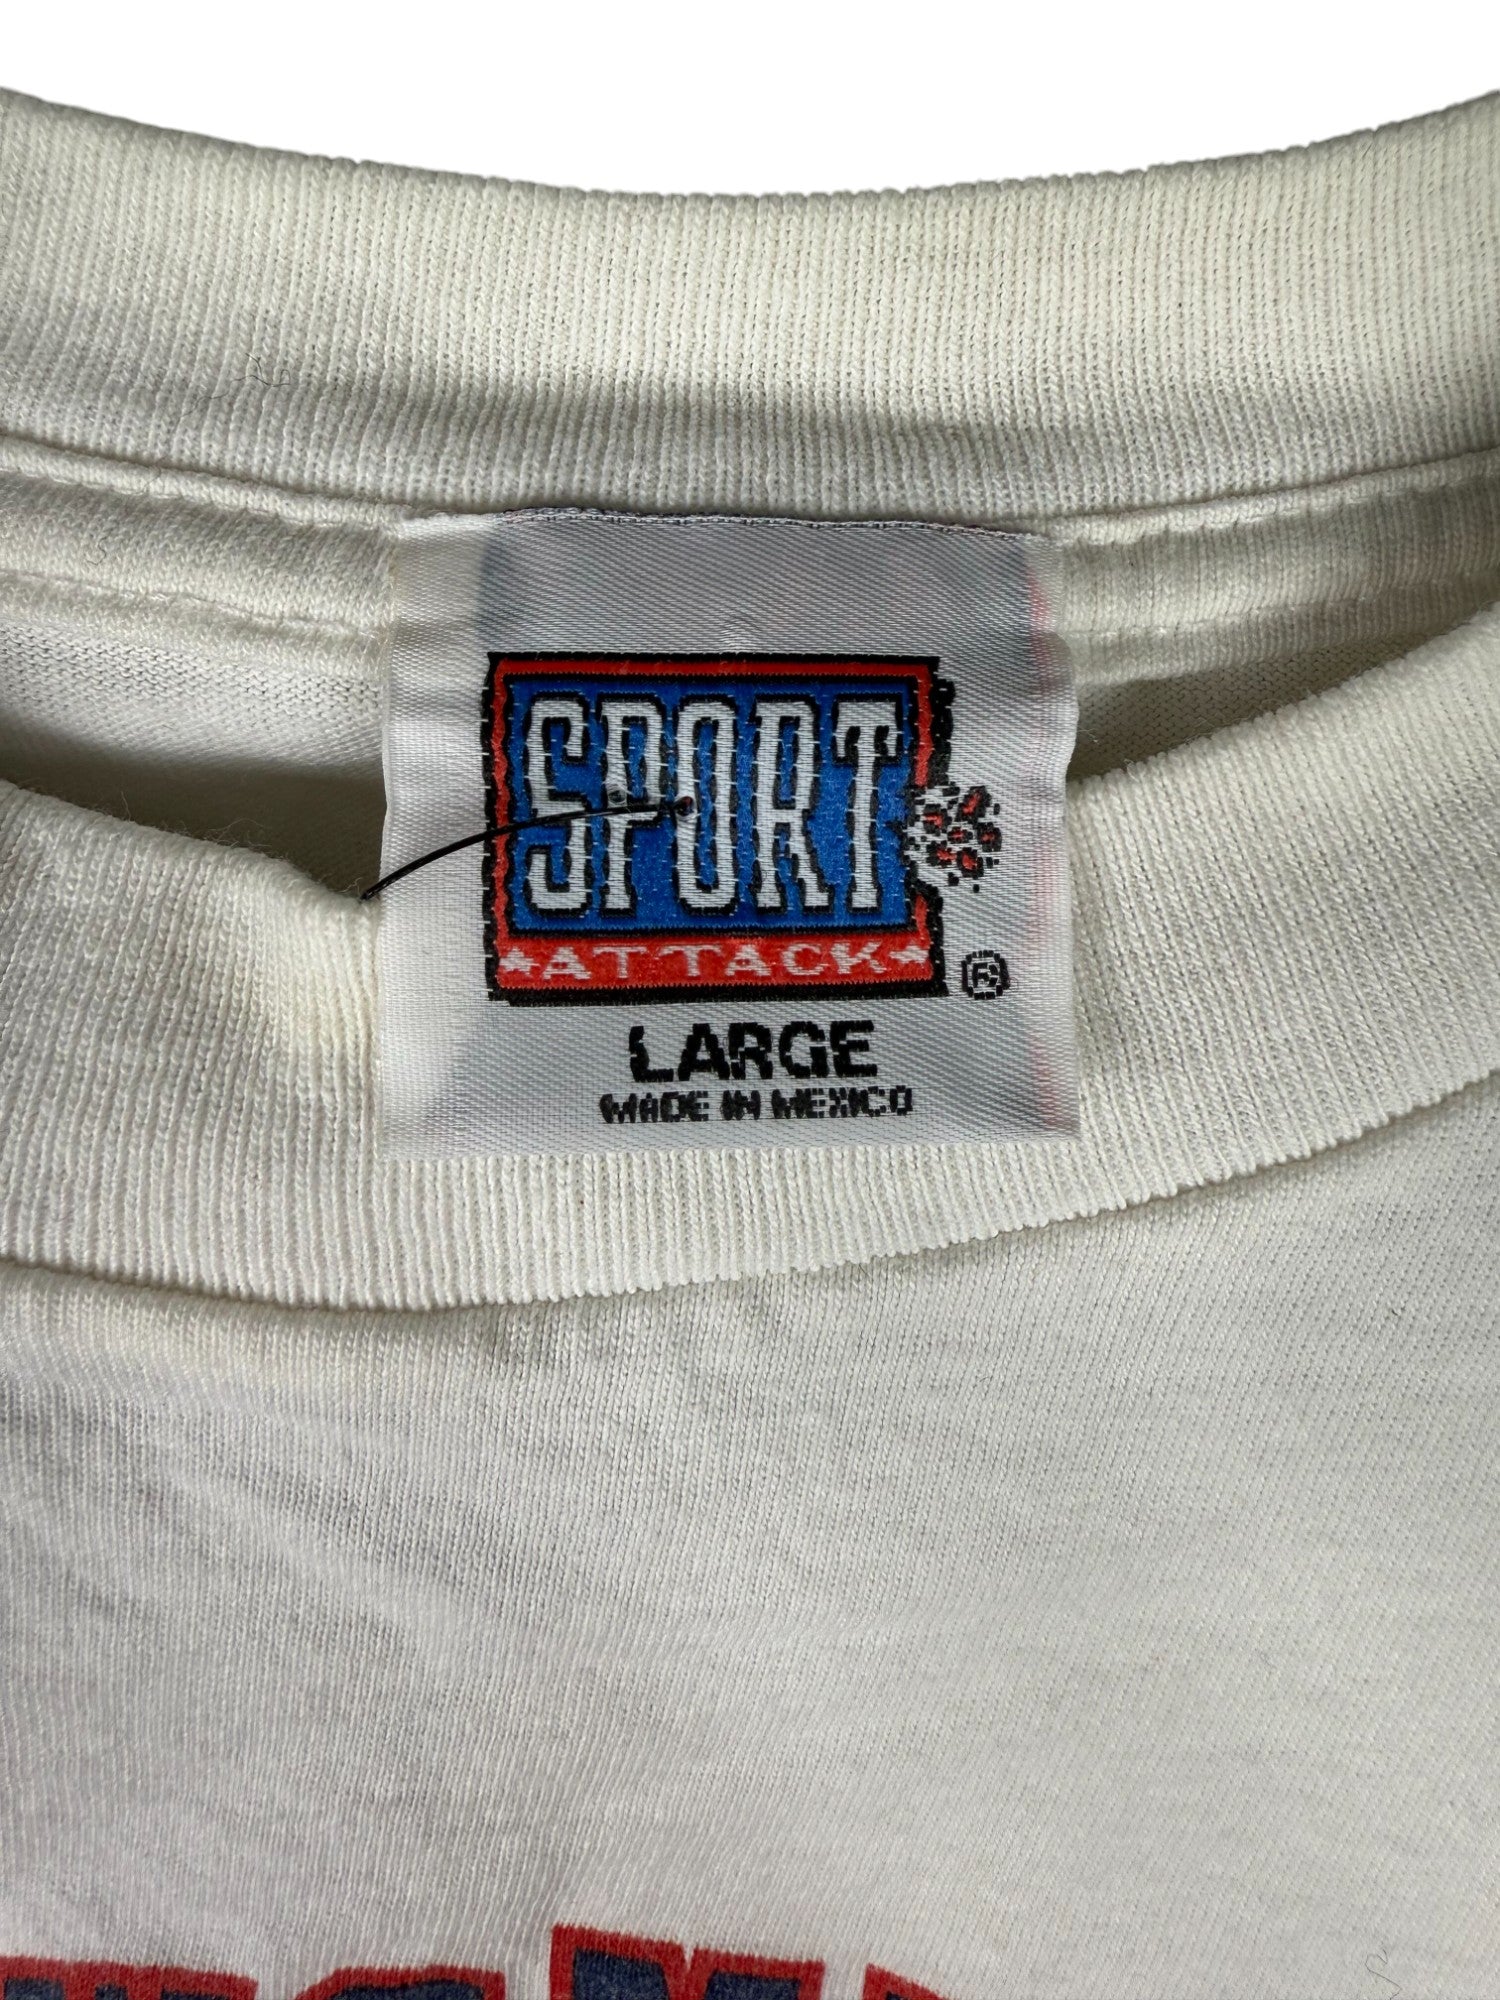 SPORT
★ATTACK★
®
LARGE
MADE IN MEXICO